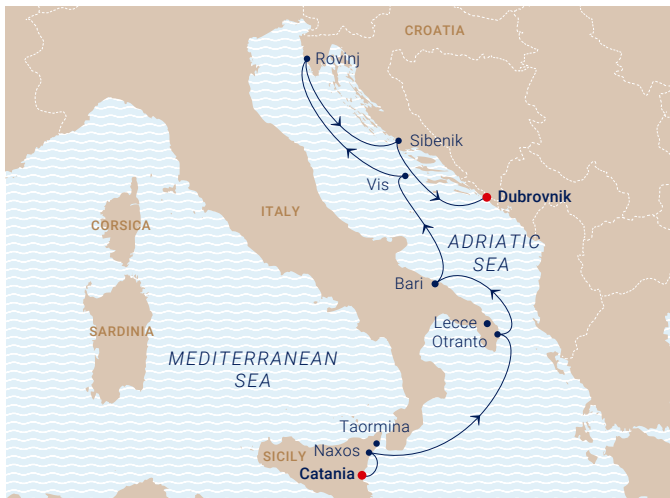 CROATIA
Rovinj
Sibenik
Vis
Dubrovnik
CORSICA
ITALY
ADRIATIC
SEA
Bari
SARDINIA
Lecce
Otranto
MEDITERRANEAN
SEA
Taormina
SICILY
Naxos
Catania